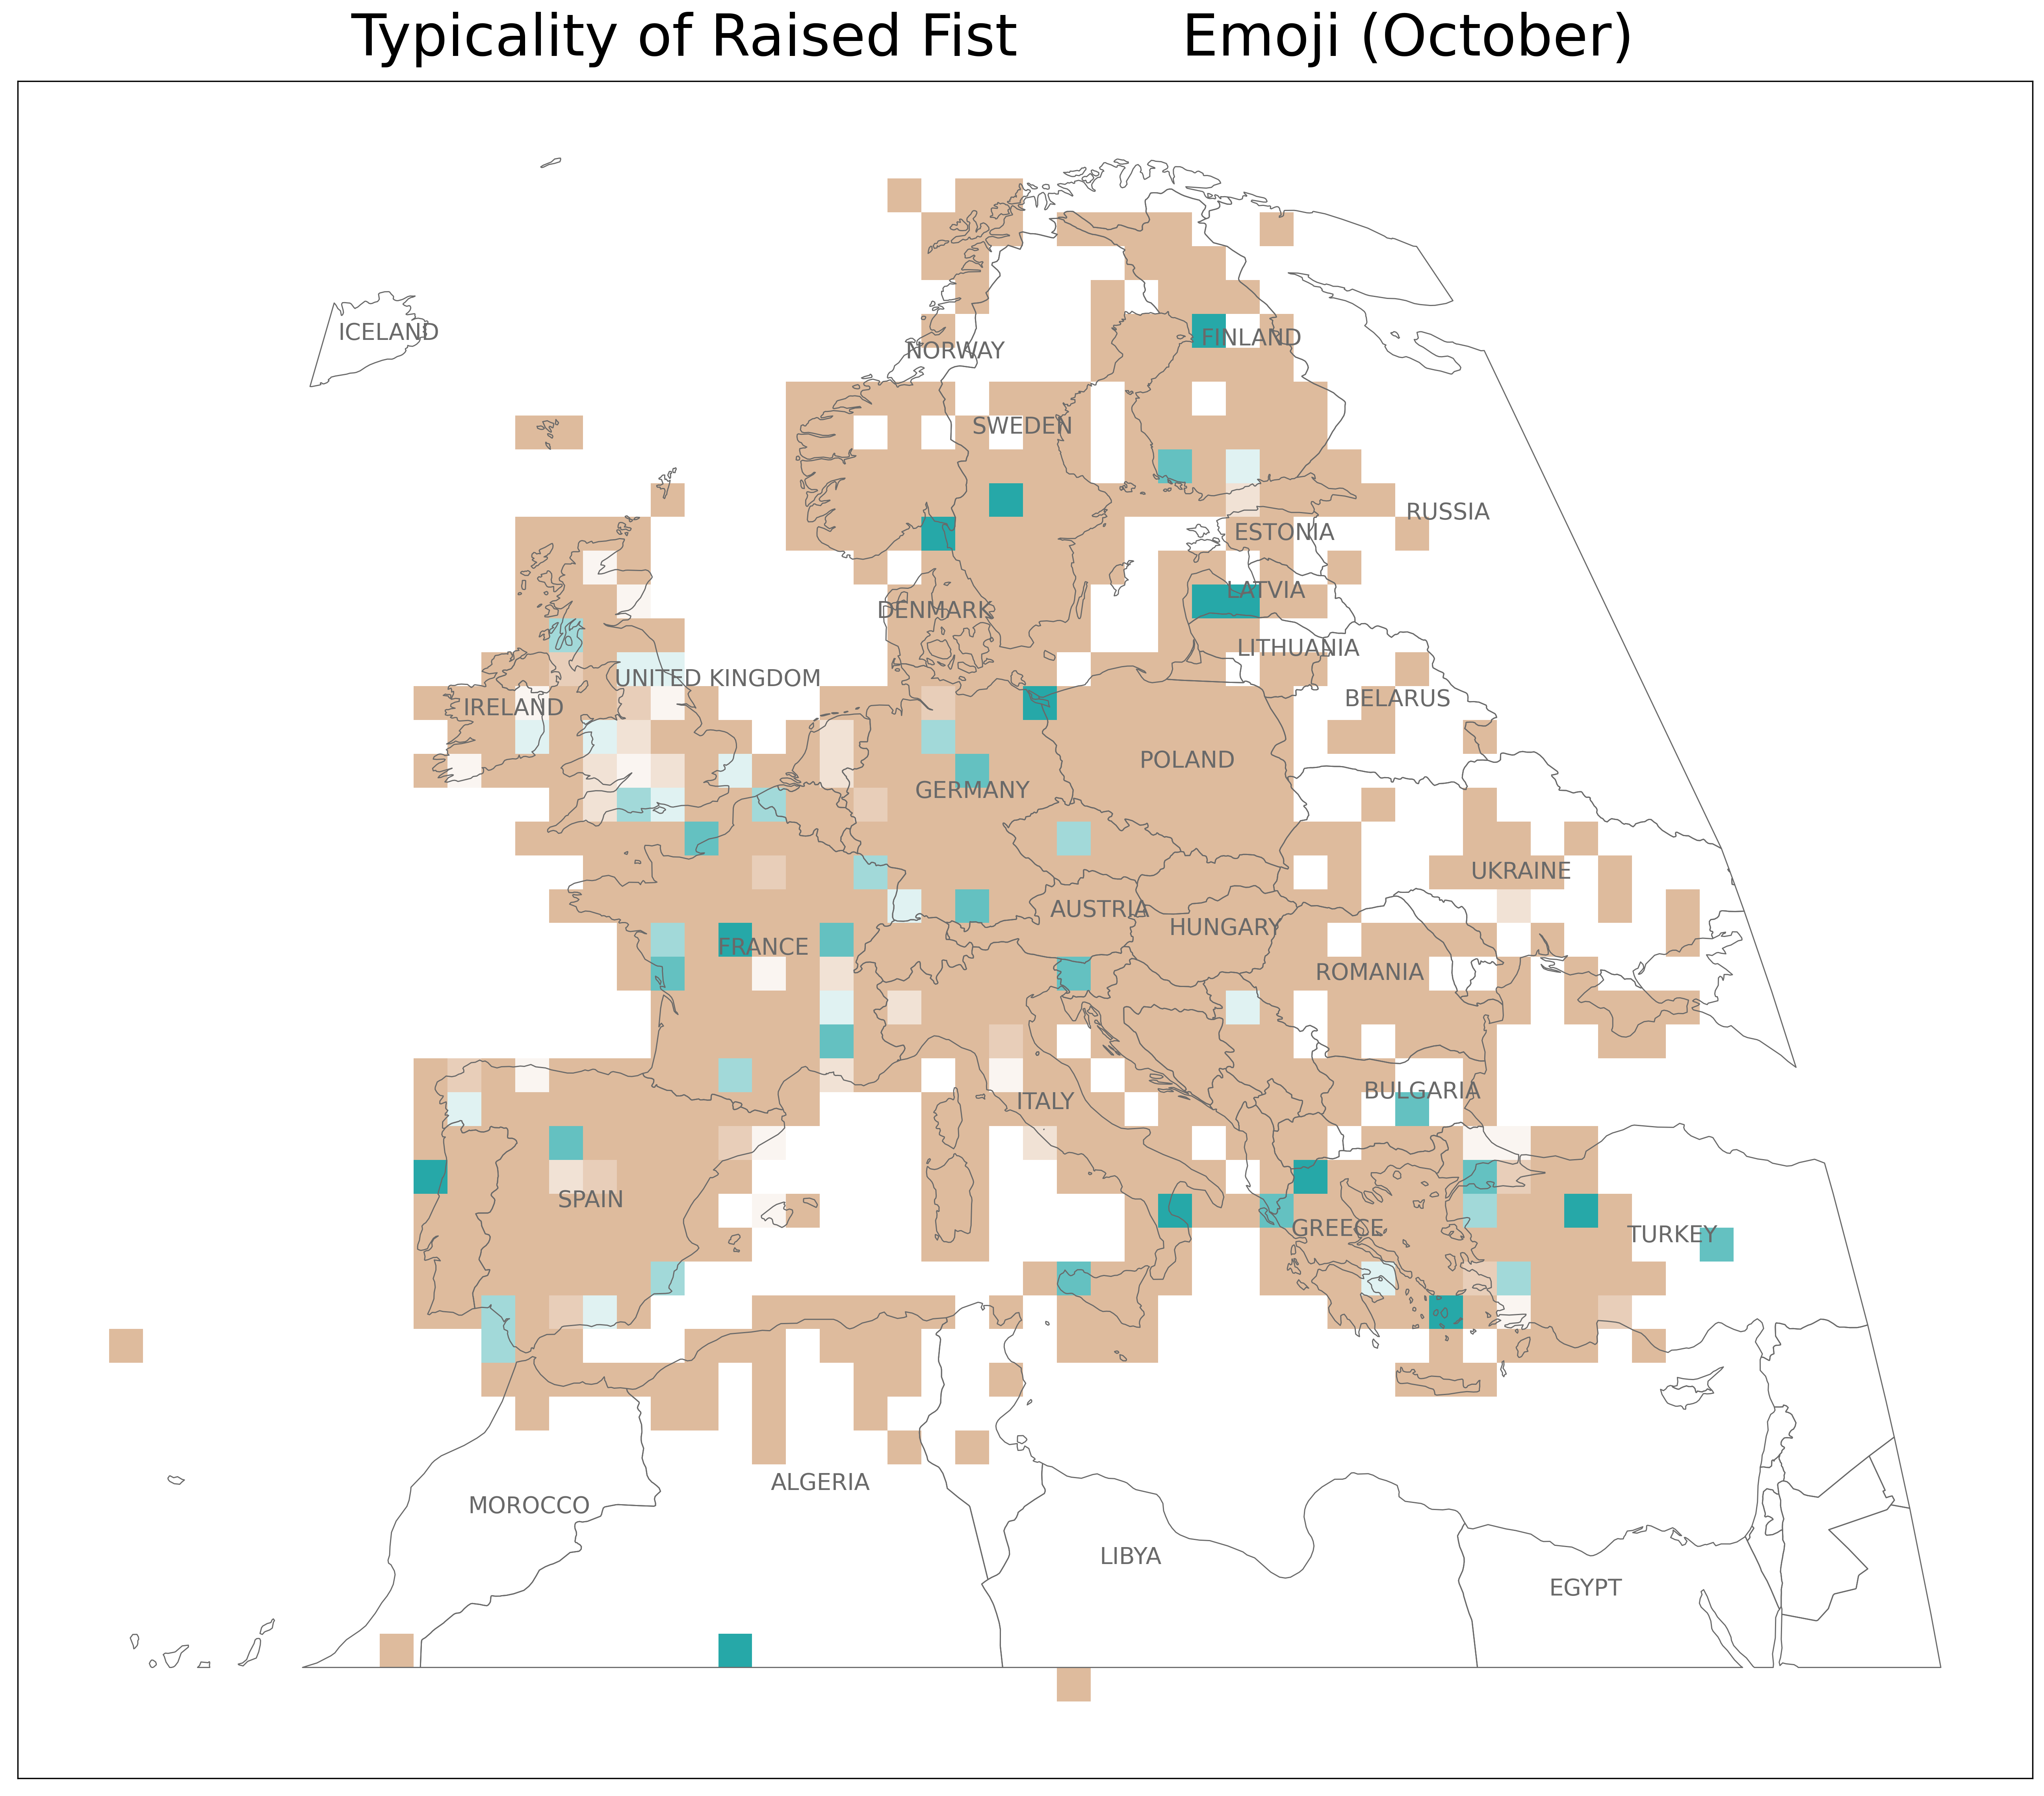 Typicality of Raised Fist Emoji (October)
ICELAND
FINLAND
NORWAY
SWEDEN
RUSSIA
ESTONIA
LATVIA
DENMARK
LITHUANIA
UNITED KINGDOM
BELARUS
IRELAND
POLAND
GERMANY
UKRAINE
AUSTRIA
HUNGARY
FRANCE
ROMANIA
BULGARIA
ITALY
SPAIN
GREECE
TURKEY
ALGERIA
MOROCCO
LIBYA
EGYPT